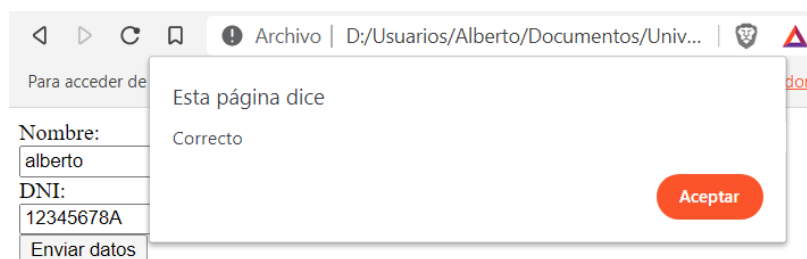 Archivo | D:/Usuarios/Alberto/Documentos/Univ...
Para acceder de
Esta página dice
Correcto
Aceptar
Nombre:
alberto
DNI:
12345678A
Enviar datos